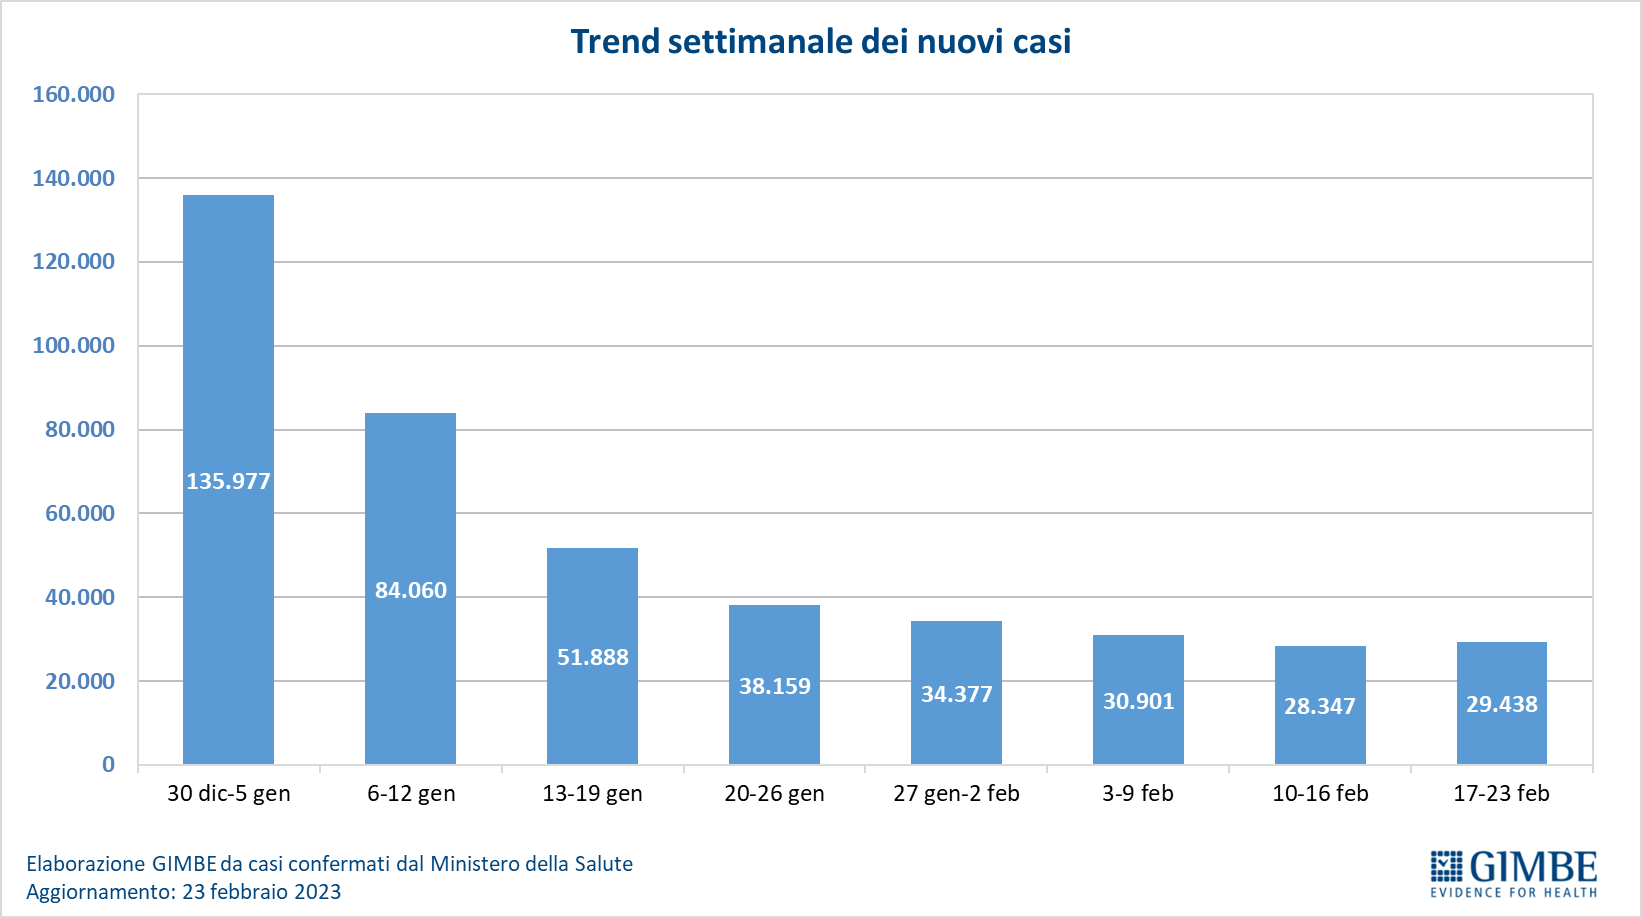 Trend settimanale dei nuovi casi
160.000
140.000
120.000
100.000
80.000
60.000
40.000
20.000
0
135.977
84.060
51.888
38.159
34.377
30.901
28.347
29.438
30 dic-5 gen
6-12 gen
13-19 gen
20-26 gen
27 gen-2 feb
3-9 feb
10-16 feb
17-23 feb
Elaborazione GIMBE da casi confermati dal Ministero della Salute
Aggiornamento: 23 febbraio 2023
GIMBE
EVIDENCE FOR HEALTH